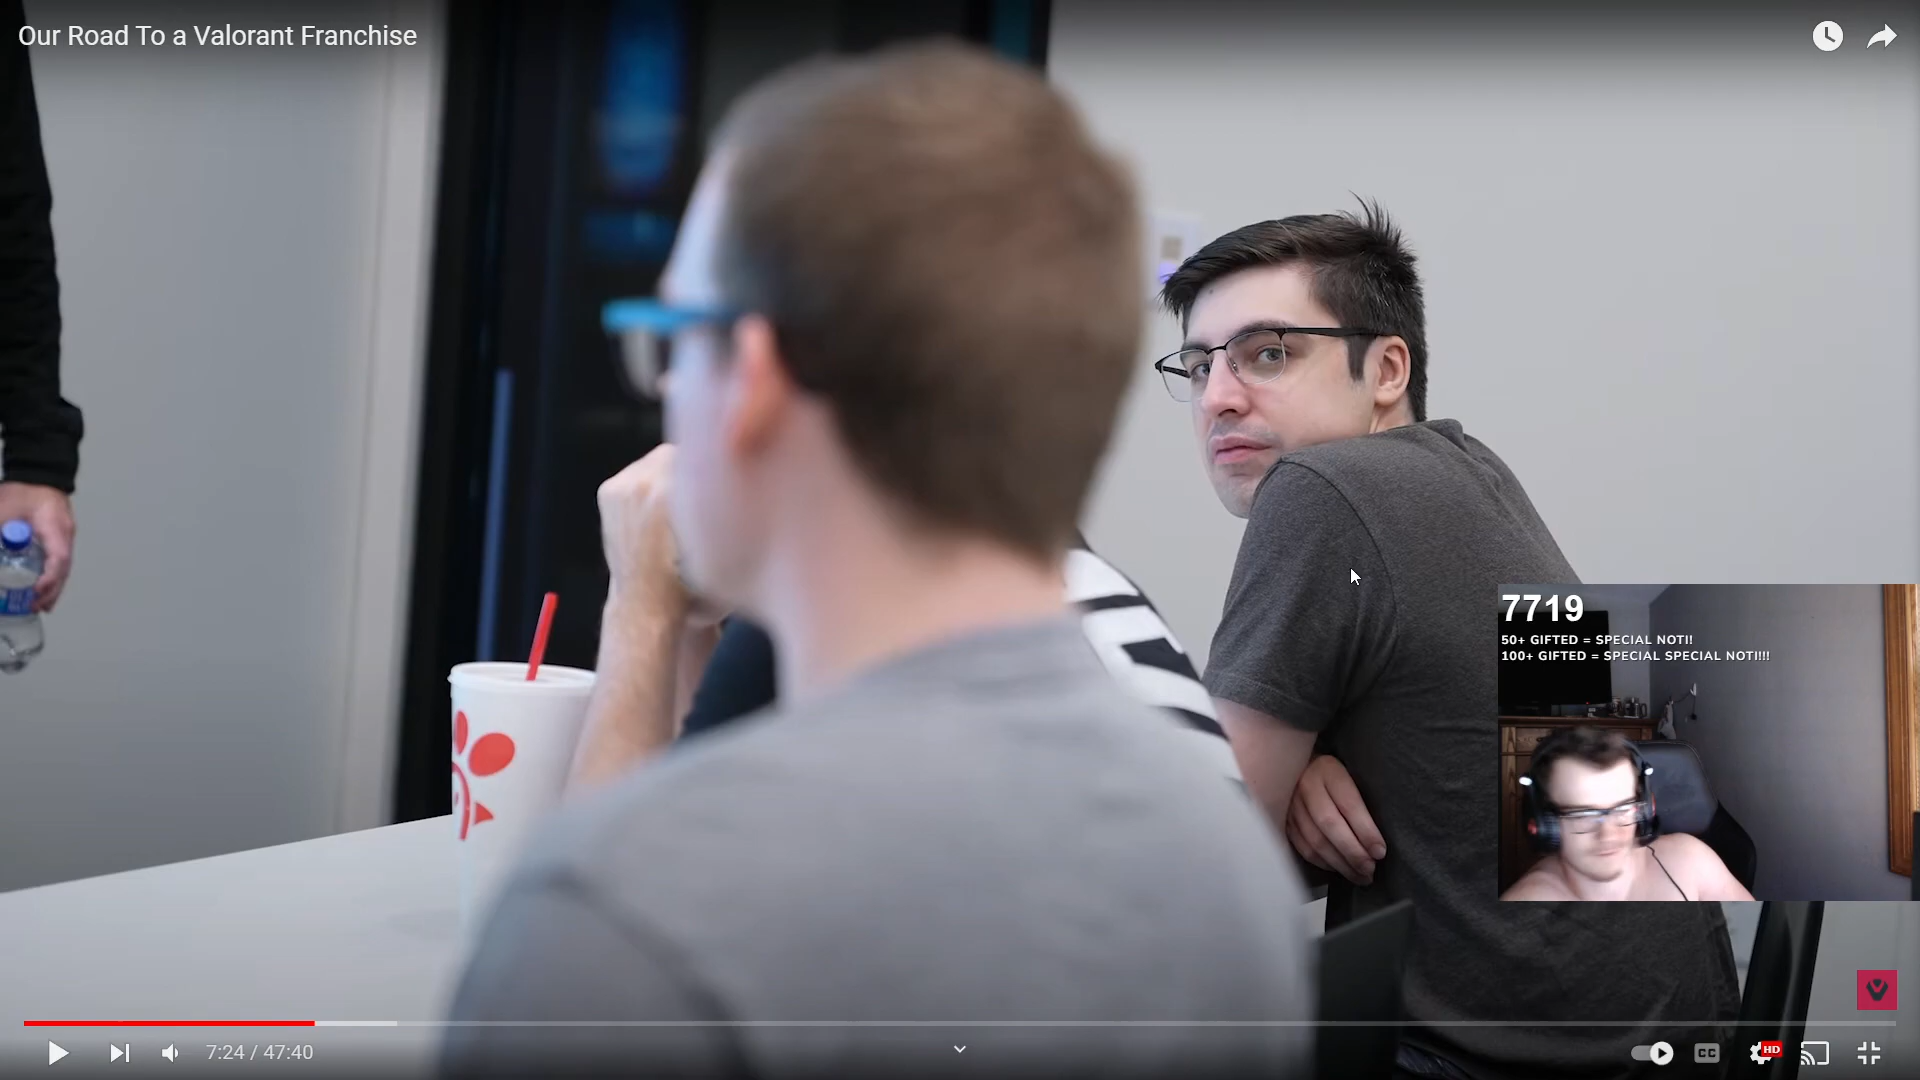 Our Road To a Valorant Franchise
7719
50+ GIFTED = SPECIAL NOTI!
100+ GIFTED = SPECIAL SPECIAL NOTI!!!
7:24 / 47:40
CC
HD